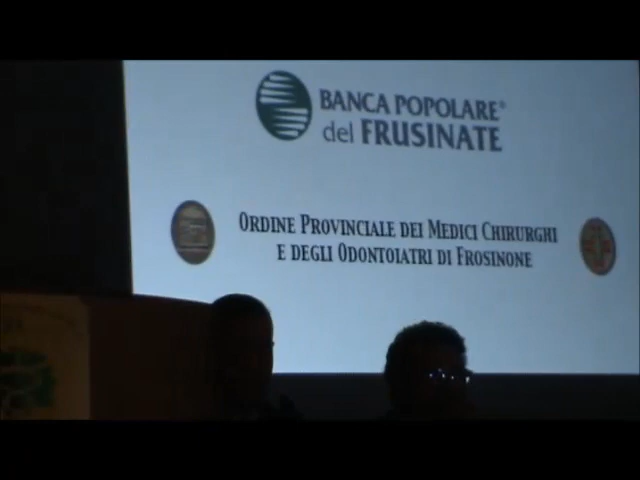 BANCA POPOLARE®
del FRUSINATE
ORDINE PROVINCIALE DEI MEDICI CHIRURGHI
E DEGLI ODONTOIATRI DI FROSINONE